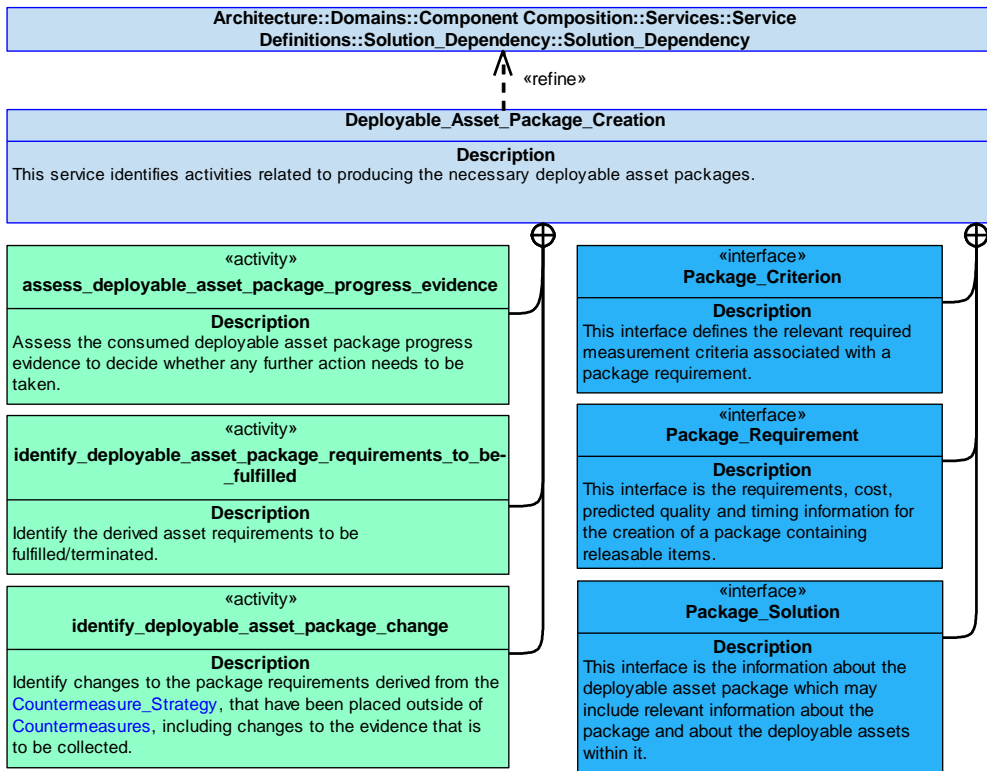 Architecture::Domains::Component Composition::Services::Service
Definitions::Solution_Dependency::Solution_Dependency
«refine»
Deployable_Asset_Package_Creation
Description
This service identifies activities related to producing the necessary deployable asset packages.
«activity»
assess_deployable_asset_package_progress_evidence
Description
Assess the consumed deployable asset package progress
evidence to decide whether any further action needs to be
taken.
«activity»
identify_deployable_asset_package_requirements_to_be-
_fulfilled
Description
Identify the derived asset requirements to be
fulfilled/terminated.
«activity»
identify_deployable_asset_package_change
Description
Identify changes to the package requirements derived from the
Countermeasure_Strategy, that have been placed outside of
Countermeasures, including changes to the evidence that is
to be collected.
«interface»
Package_Criterion
Description
This interface defines the relevant required
measurement criteria associated with a
package requirement.
«interface»
Package_Requirement
Description
This interface is the requirements, cost,
predicted quality and timing information for
the creation of a package containing
releasable items.
«interface»
Package_Solution
Description
This interface is the information about the
deployable asset package which may
include relevant information about the
package and about the deployable assets
within it.